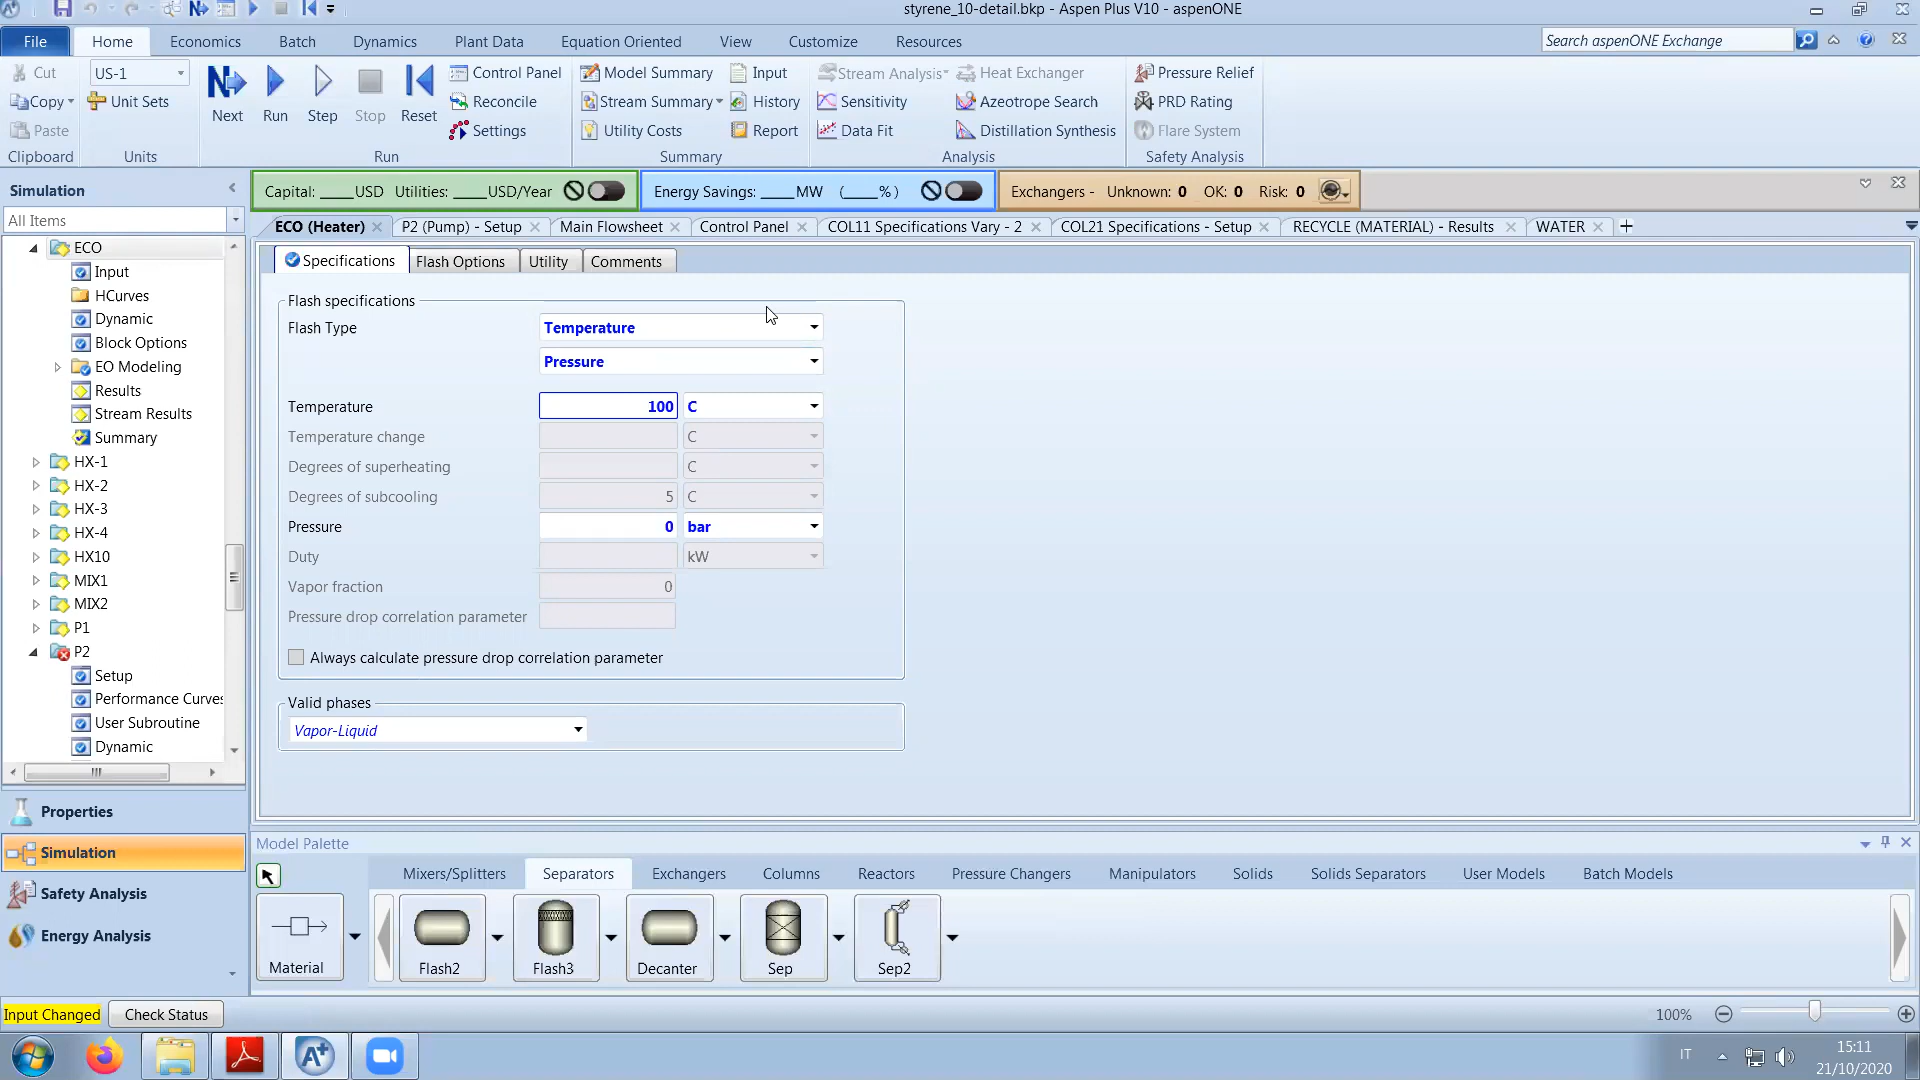 styrene_10-detail.bkp - Aspen Plus V10 - aspenONE
File Home Economics Batch Dynamics Plant Data Equation Oriented View Customize Resources Search aspenONE Exchange
Cut US-1 Control Panel Model Summary Input Stream Analysis Heat Exchanger Pressure Relief
Copy Unit Sets Reconcile Stream Summary History Sensitivity Azeotrope Search PRD Rating
Next Run Step Stop Reset
Paste Settings Utility Costs Report Data Fit Distillation Synthesis Flare System
Clipboard Units Run Summary Analysis Safety Analysis
Simulation
Capital: USD Utilities: USD/Year Energy Savings: MW ( %) Exchangers - Unknown: 0 OK: 0 Risk: 0
All Items
ECO (Heater) P2 (Pump) - Setup Main Flowsheet Control Panel COL11 Specifications Vary - 2 COL21 Specifications - Setup RECYCLE (MATERIAL) - Results WATER
ECO
Input
HCurves
Dynamic
Block Options
EO Modeling
Results
Stream Results
Summary
HX-1
HX-2
HX-3
HX-4
HX10
MIX1
MIX2
P1
P2
Setup
Performance Curves
User Subroutine
Dynamic
Specifications Flash Options Utility Comments
Flash specifications
Flash Type Temperature
Pressure
Temperature 100 C
Temperature change C
Degrees of superheating C
Degrees of subcooling 5 C
Pressure 0 bar
Duty kW
Vapor fraction 0
Pressure drop correlation parameter
Always calculate pressure drop correlation parameter
Valid phases
Vapor-Liquid
Properties
Simulation
Safety Analysis
Energy Analysis
Model Palette
Mixers/Splitters Separators Exchangers Columns Reactors Pressure Changers Manipulators Solids Solids Separators User Models Batch Models
Material Flash2 Flash3 Decanter Sep Sep2
Input Changed Check Status 100%
IT 15:11
21/10/2020